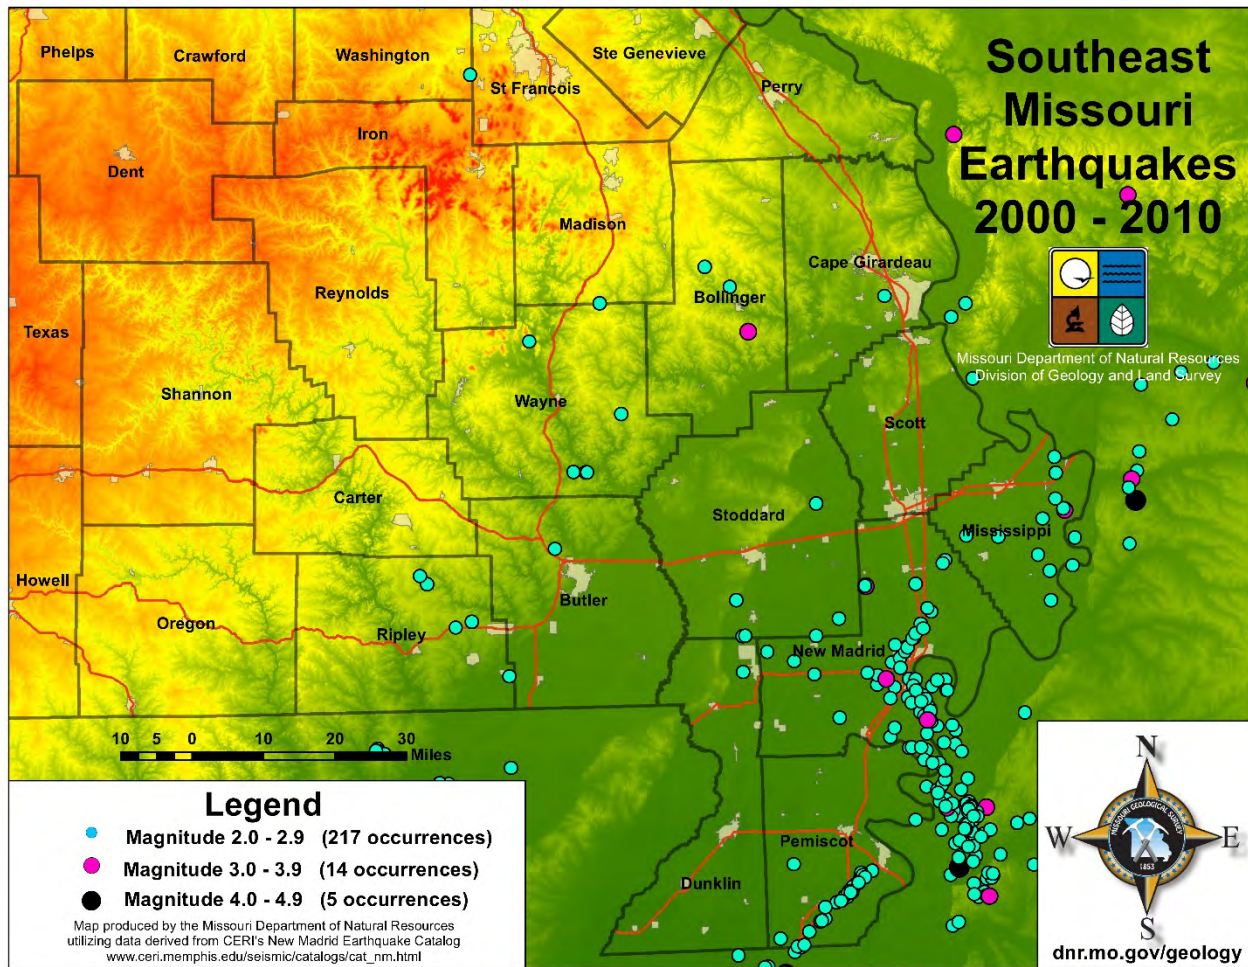 Southeast
Missouri
Earthquakes
2000 - 2010
Missouri Department of Natural Resources
Division of Geology and Land Survey
Phelps
Crawford
Washington
St Francois
Ste Genevieve
Perry
Dent
Iron
Madison
Cape Girardeau
Bollinger
Reynolds
Texas
Shannon
Wayne
Scott
Carter
Stoddard
Mississippi
Howell
Oregon
Ripley
Butler
New Madrid
Pemiscot
Dunklin
10 5 0 10 20 30
Miles
Legend
Magnitude 2.0 - 2.9 (217 occurrences)
Magnitude 3.0 - 3.9 (14 occurrences)
Magnitude 4.0 - 4.9 (5 occurrences)
Map produced by the Missouri Department of Natural Resources
utilizing data derived from CERI's New Madrid Earthquake Catalog
www.ceri.memphis.edu/seismic/catalogs/cat_nm.html
N
W
E
S
MISSOURI GEOLOGICAL SURVEY
1853
dnr.mo.gov/geology